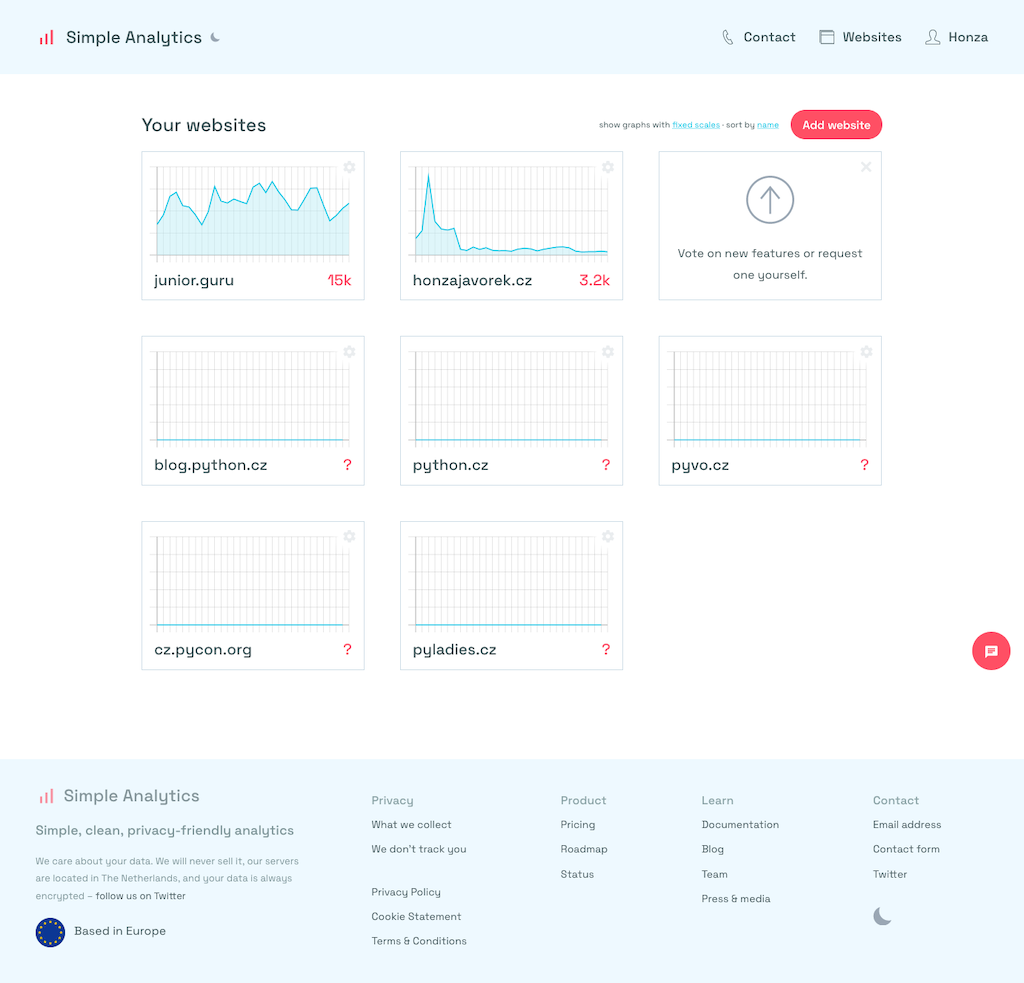 Simple Analytics
Contact
Websites
Honza
Your websites
show graphs with fixed scales · sort by name
Add website
junior.guru 15k
honzajavorek.cz 3.2k
Vote on new features or request
one yourself.
blog.python.cz ?
python.cz ?
pyvo.cz ?
cz.pycon.org ?
pyladies.cz ?
Simple Analytics
Simple, clean, privacy-friendly analytics
We care about your data. We will never sell it, our servers
are located in The Netherlands, and your data is always
encrypted – follow us on Twitter
Based in Europe
Privacy
What we collect
We don't track you
Privacy Policy
Cookie Statement
Terms & Conditions
Product
Pricing
Roadmap
Status
Learn
Documentation
Blog
Team
Press & media
Contact
Email address
Contact form
Twitter